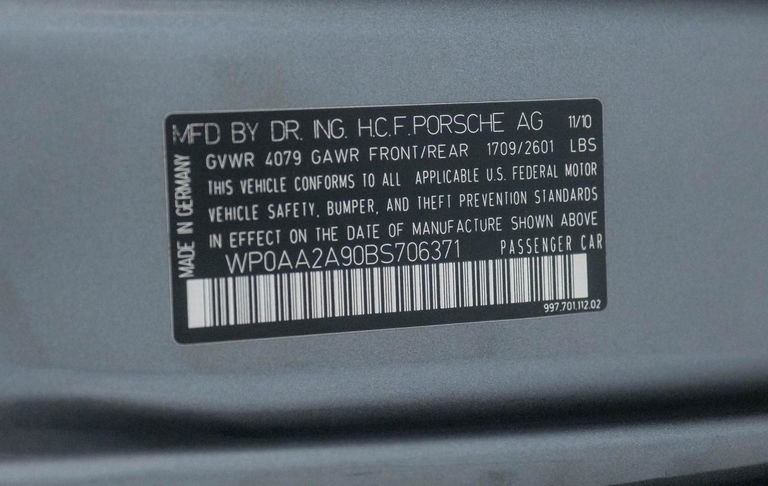 MFD BY DR. ING. H.C.F. PORSCHE AG 11/10
GVWR 4079 GAWR FRONT/REAR 1709/2601 LBS
THIS VEHICLE CONFORMS TO ALL APPLICABLE U.S. FEDERAL MOTOR
VEHICLE SAFETY, BUMPER, AND THEFT PREVENTION STANDARDS
IN EFFECT ON THE DATE OF MANUFACTURE SHOWN ABOVE
WP0AA2A90BS706371 PASSENGER CAR
997.701.112.02
MADE IN GERMANY